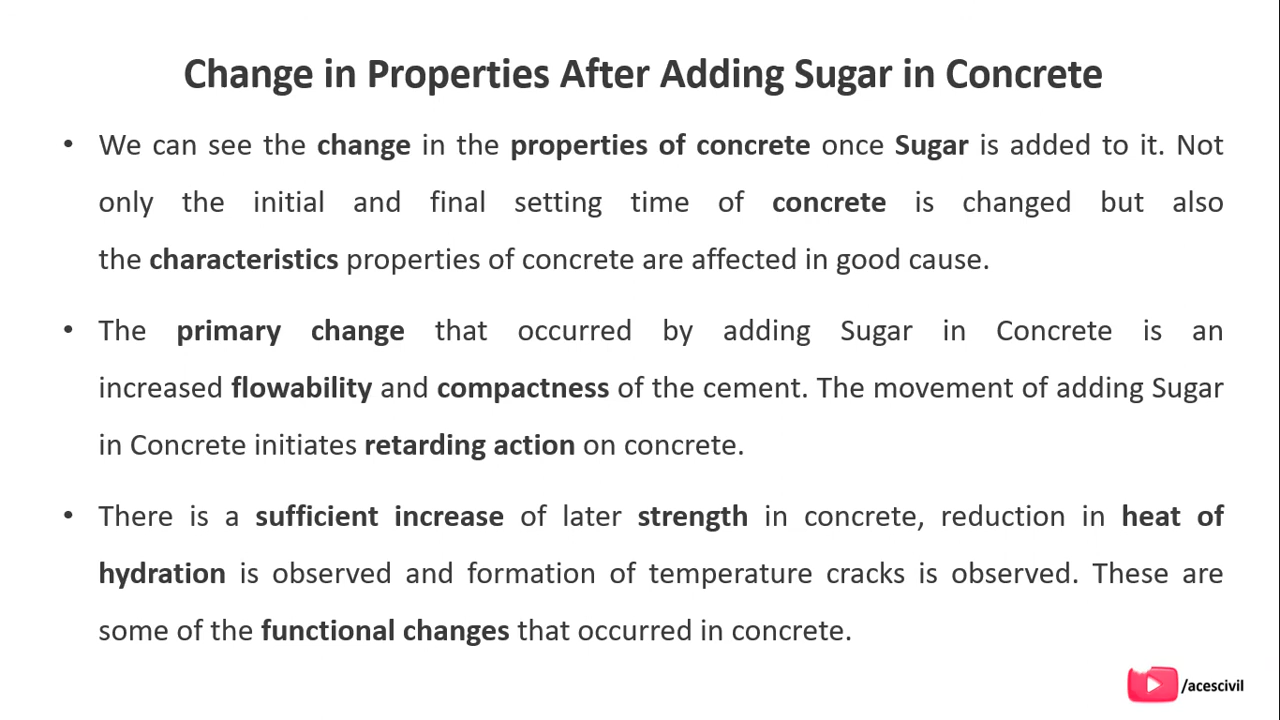 Change in Properties After Adding Sugar in Concrete
• We can see the change in the properties of concrete once Sugar is added to it. Not
only the initial and final setting time of concrete is changed but also
the characteristics properties of concrete are affected in good cause.
• The primary change that occurred by adding Sugar in Concrete is an
increased flowability and compactness of the cement. The movement of adding Sugar
in Concrete initiates retarding action on concrete.
• There is a sufficient increase of later strength in concrete, reduction in heat of
hydration is observed and formation of temperature cracks is observed. These are
some of the functional changes that occurred in concrete.
/acescivil